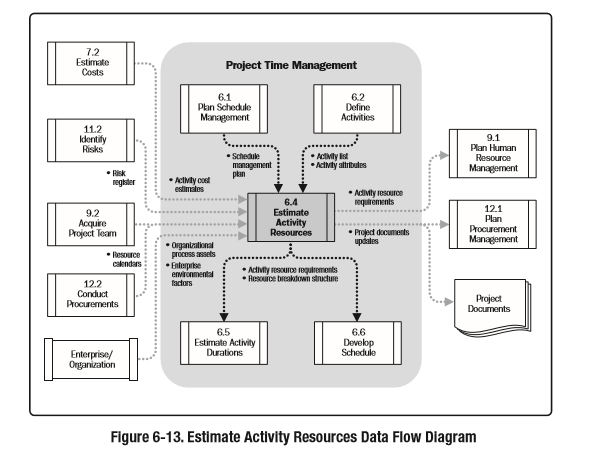 7.2
Estimate
Costs
11.2
Identify
Risks
• Risk
register
9.2
Acquire
Project Team
• Resource
calendars
12.2
Conduct
Procurements
Enterprise/
Organization
Project Time Management
6.1
Plan Schedule
Management
6.2
Define
Activities
• Schedule
management
plan
• Activity list
• Activity attributes
• Activity cost
estimates
6.4
Estimate
Activity
Resources
• Activity resource
requirements
• Project documents
updates
• Organizational
process assets
• Enterprise
environmental
factors
• Activity resource requirements
• Resource breakdown structure
6.5
Estimate Activity
Durations
6.6
Develop
Schedule
9.1
Plan Human
Resource
Management
12.1
Plan
Procurement
Management
Project
Documents
Figure 6-13. Estimate Activity Resources Data Flow Diagram